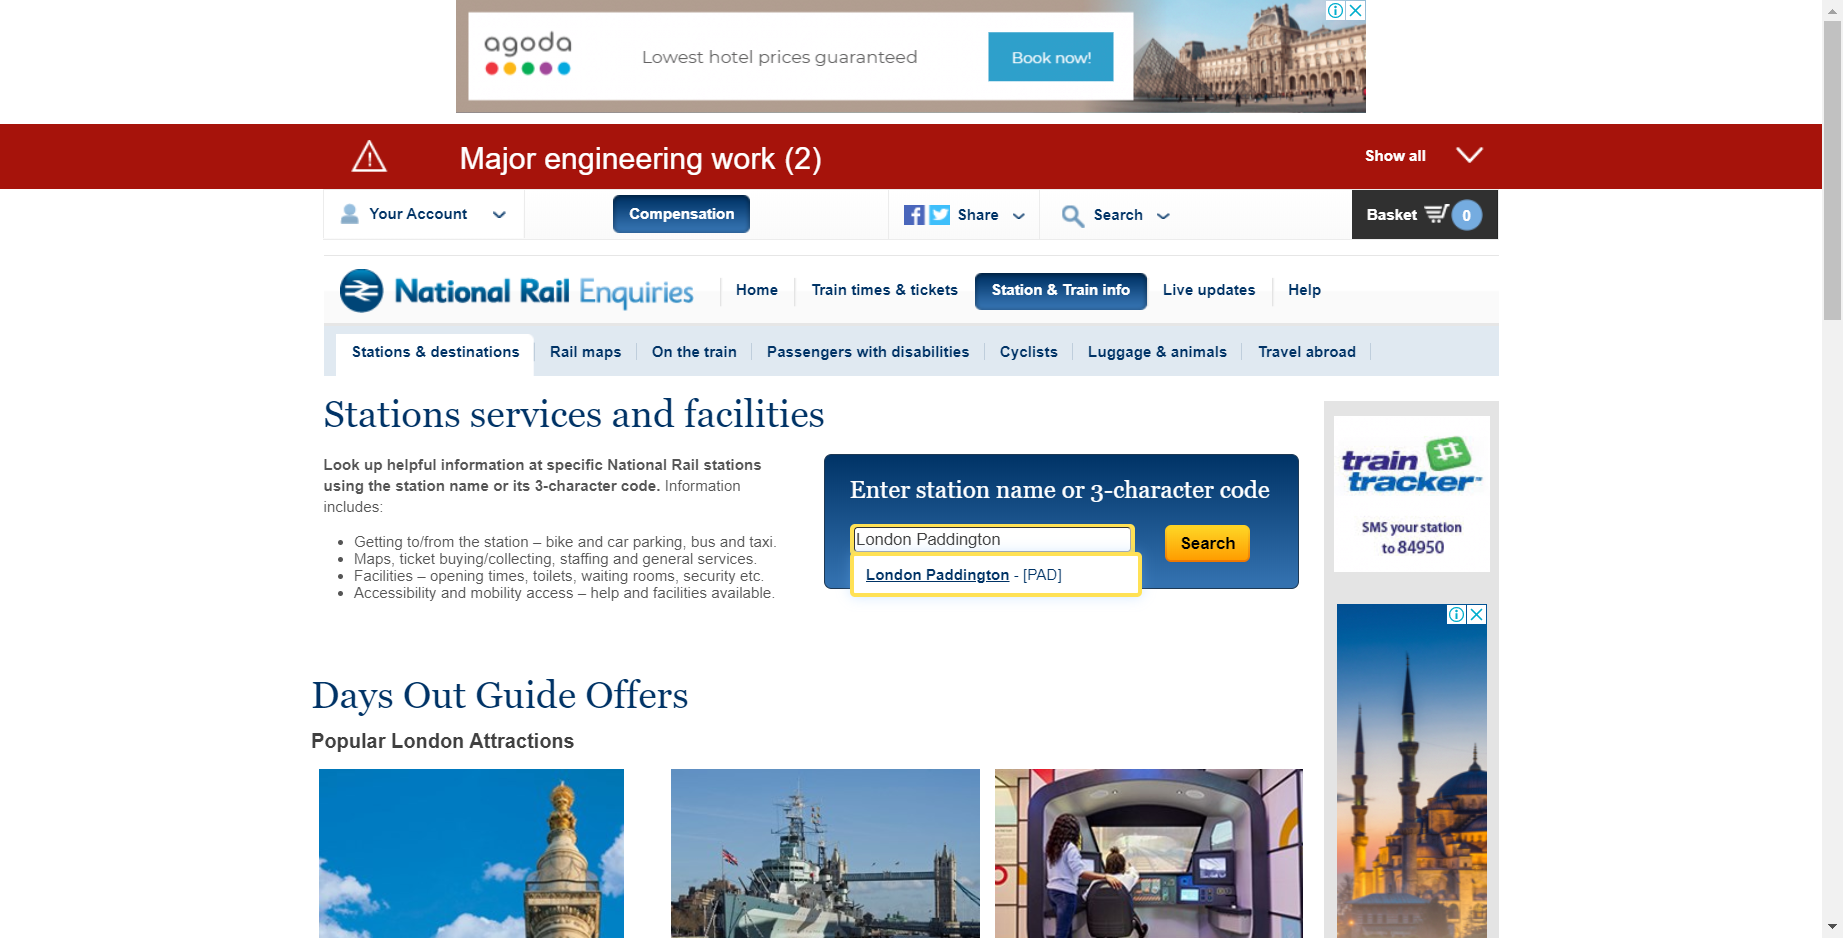 agoda
Lowest hotel prices guaranteed
Book now!
Major engineering work (2)
Show all
Your Account
Compensation
Share
Search
Basket
0
National Rail Enquiries
Home
Train times & tickets
Station & Train info
Live updates
Help
Stations & destinations
Rail maps
On the train
Passengers with disabilities
Cyclists
Luggage & animals
Travel abroad
Stations services and facilities
Look up helpful information at specific National Rail stations
using the station name or its 3-character code. Information
includes:
• Getting to/from the station – bike and car parking, bus and taxi.
• Maps, ticket buying/collecting, staffing and general services.
• Facilities – opening times, toilets, waiting rooms, security etc.
• Accessibility and mobility access – help and facilities available.
Enter station name or 3-character code
London Paddington
Search
London Paddington - [PAD]
train
tracker™
SMS your station
to 84950
Days Out Guide Offers
Popular London Attractions